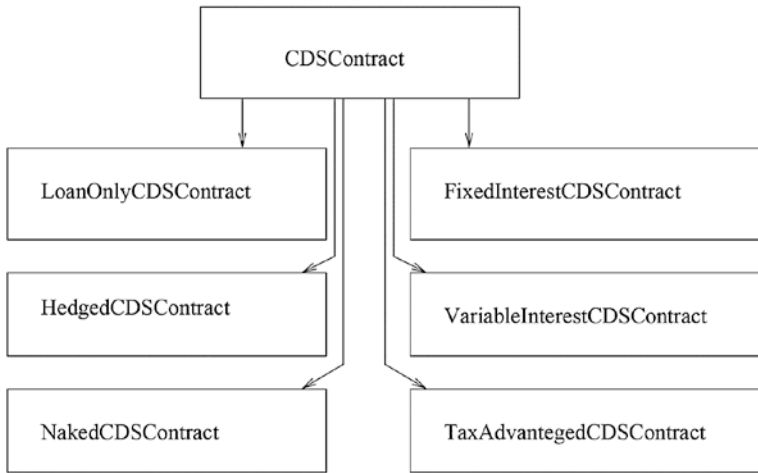 CDSContract
LoanOnlyCDSContract
FixedInterestCDSContract
HedgedCDSContract
VariableInterestCDSContract
NakedCDSContract
TaxAdvantegedCDSContract